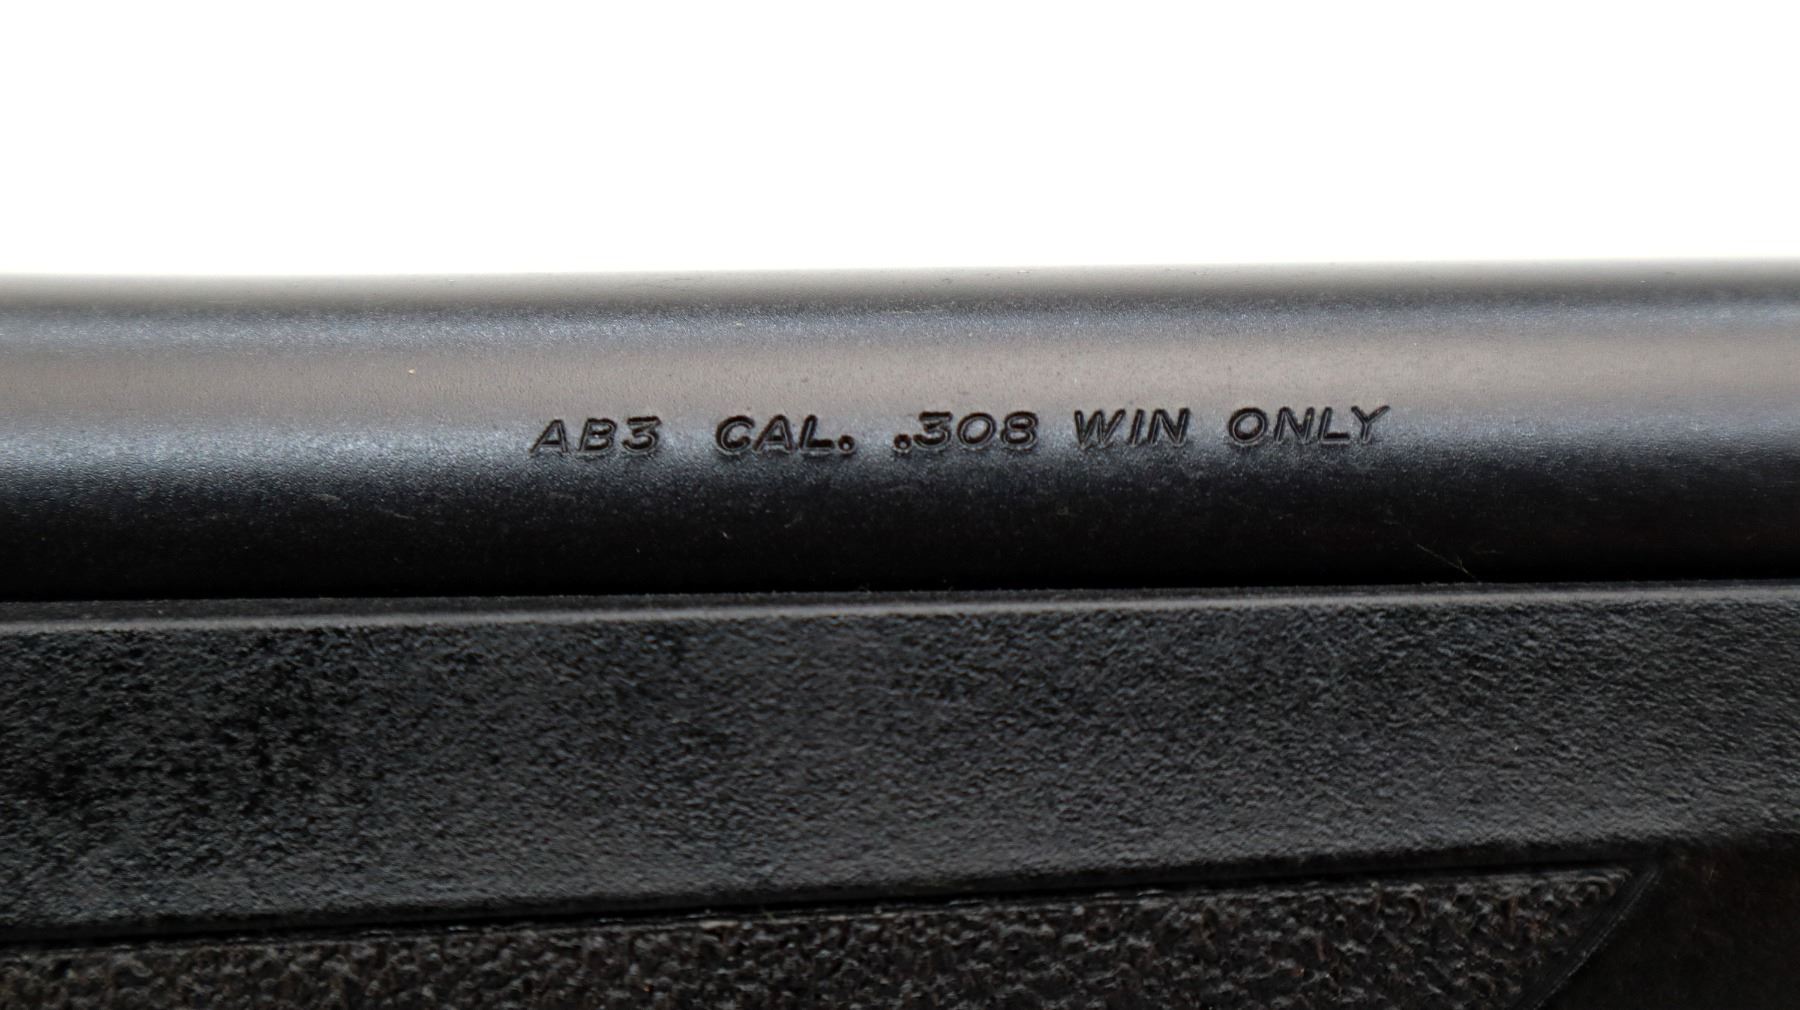 AB3 CAL. .308 WIN ONLY